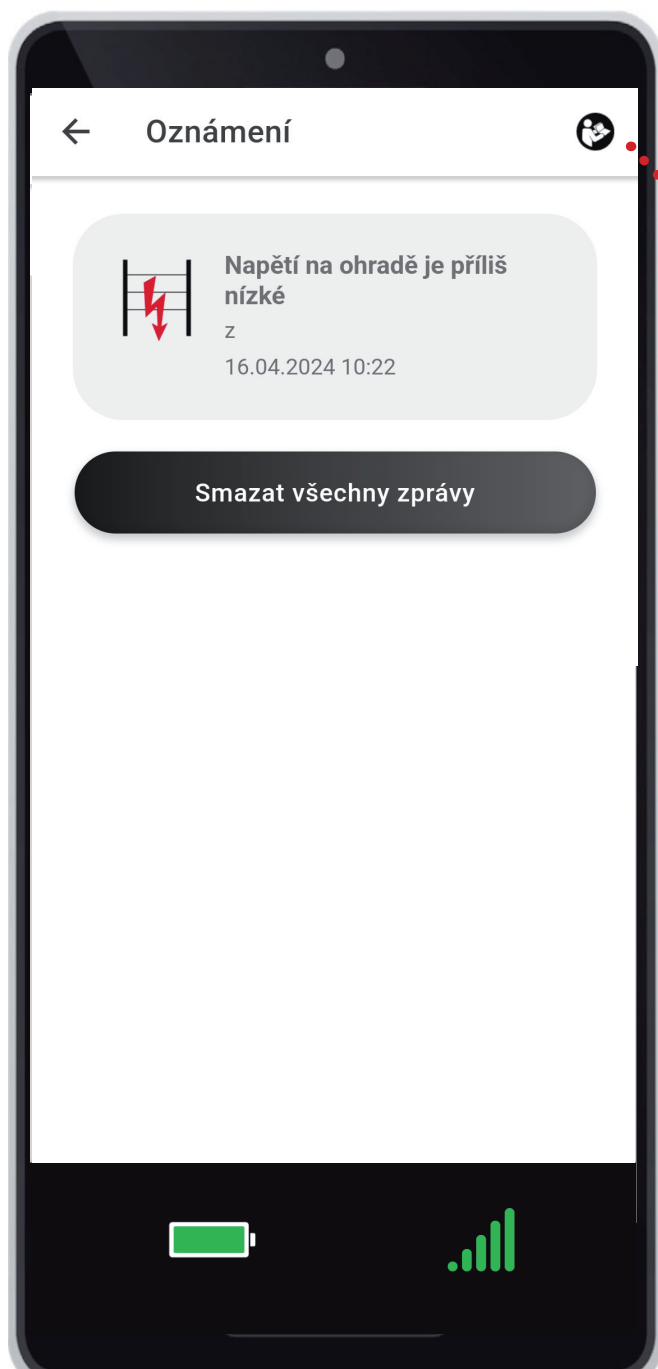 Oznámení
Napětí na ohradě je příliš
nízké
z
16.04.2024 10:22
Smazat všechny zprávy